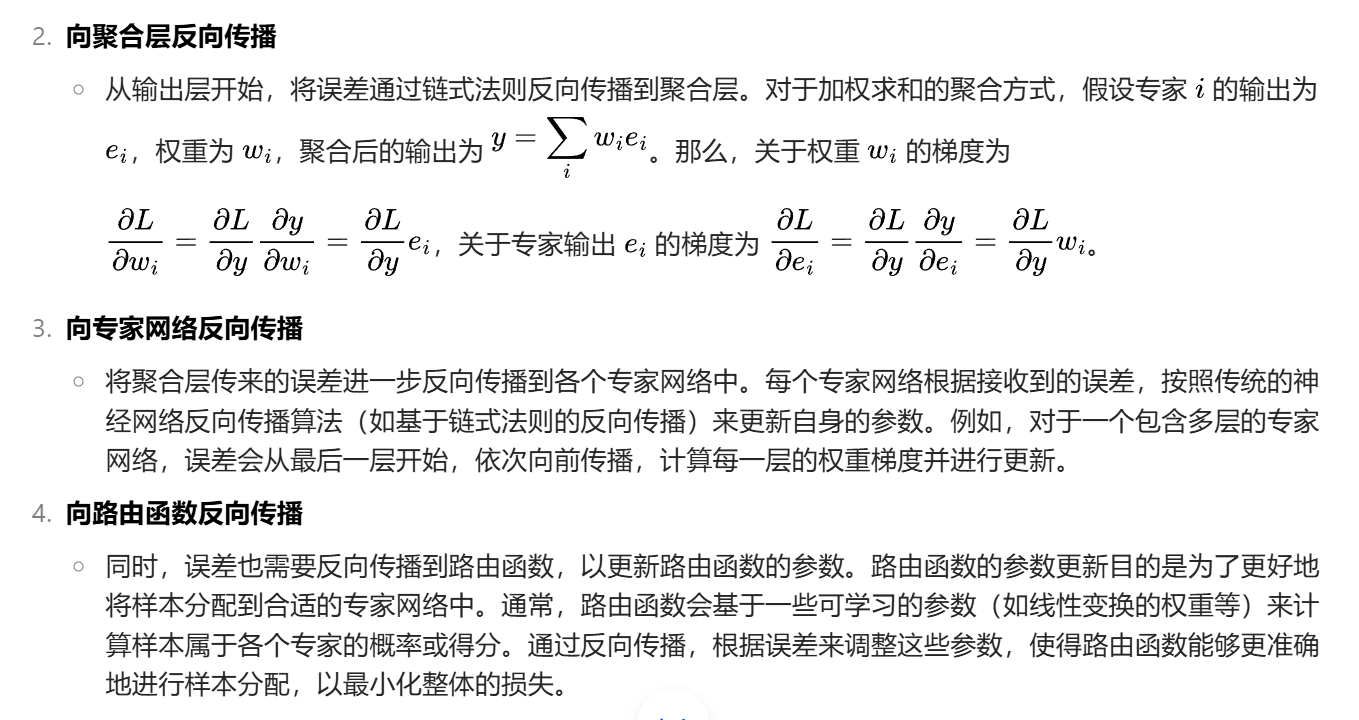 2. 向聚合层反向传播
○ 从输出层开始，将误差通过链式法则反向传播到聚合层。对于加权求和的聚合方式，假设专家 $i$ 的输出为
$e_i$，权重为 $w_i$，聚合后的输出为 $y = \sum_i w_i e_i$。那么，关于权重 $w_i$ 的梯度为
$\frac{\partial L}{\partial w_i} = \frac{\partial L}{\partial y} \frac{\partial y}{\partial w_i} = \frac{\partial L}{\partial y} e_i$，关于专家输出 $e_i$ 的梯度为 $\frac{\partial L}{\partial e_i} = \frac{\partial L}{\partial y} \frac{\partial y}{\partial e_i} = \frac{\partial L}{\partial y} w_i$。
3. 向专家网络反向传播
○ 将聚合层传来的误差进一步反向传播到各个专家网络中。每个专家网络根据接收到的误差，按照传统的神
经网络反向传播算法（如基于链式法则的反向传播）来更新自身的参数。例如，对于一个包含多层的专家
网络，误差会从最后一层开始，依次向前传播，计算每一层的权重梯度并进行更新。
4. 向路由函数反向传播
○ 同时，误差也需要反向传播到路由函数，以更新路由函数的参数。路由函数的参数更新目的是为了更好地
将样本分配到合适的专家网络中。通常，路由函数会基于一些可学习的参数（如线性变换的权重等）来计
算样本属于各个专家的概率或得分。通过反向传播，根据误差来调整这些参数，使得路由函数能够更准确
地进行样本分配，以最小化整体的损失。